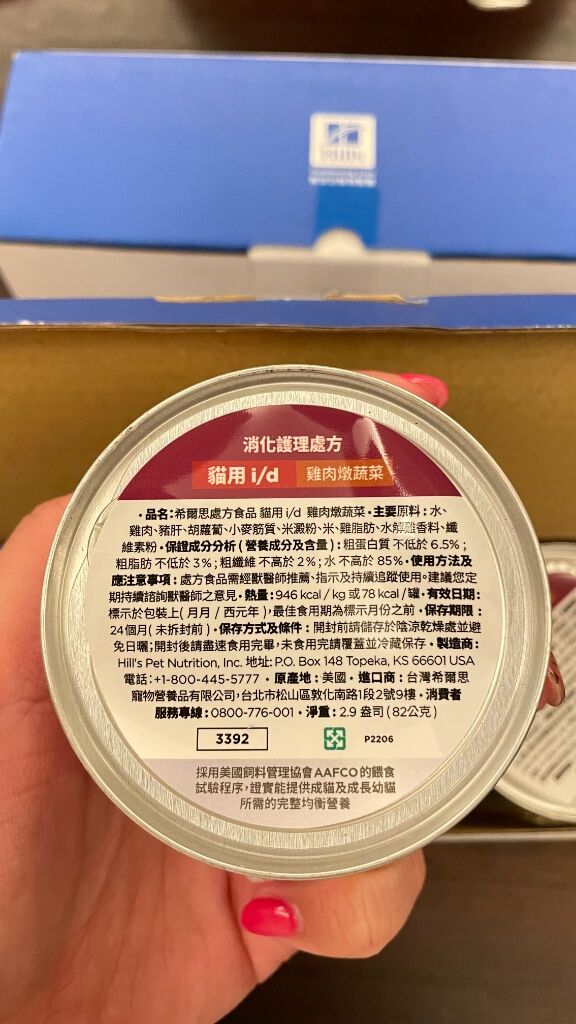 Hill's
消化護理處方
貓用 i/d 雞肉燉蔬菜
・品名:希爾思處方食品 貓用 i/d 雞肉燉蔬菜・主要原料:水、
雞肉、豬肝、胡蘿蔔、小麥筋質、米澱粉、米、雞脂肪、水解雞香料、纖
維素粉・保證成分分析(營養成分及含量):粗蛋白質 不低於 6.5%;
粗脂肪 不低於 3%;粗纖維 不高於 2%;水 不高於 85%・使用方法及
應注意事項:處方食品需經獸醫師推薦、指示及持續追蹤使用。建議您定
期持續諮詢獸醫師之意見・熱量:946 kcal / kg 或 78 kcal / 罐・有效日期:
標示於包裝上(月月 / 西元年),最佳食用期為標示月份之前・保存期限:
24個月(未拆封前)・保存方式及條件:開封前請儲存於陰涼乾燥處並避
免日曬;開封後請盡速食用完畢,未食用完請覆蓋並冷藏保存・製造商:
Hill's Pet Nutrition, Inc. 地址: P.O. Box 148 Topeka, KS 66601 USA
電話:+1-800-445-5777・原產地:美國・進口商:台灣希爾思
寵物營養品有限公司,台北市松山區敦化南路1段2號9樓・消費者
服務專線:0800-776-001・淨重:2.9 盎司(82公克)
3392 P2206
採用美國飼料管理協會AAFCO的餵食
試驗程序,證實能提供成貓及成長幼貓
所需的完整均衡營養